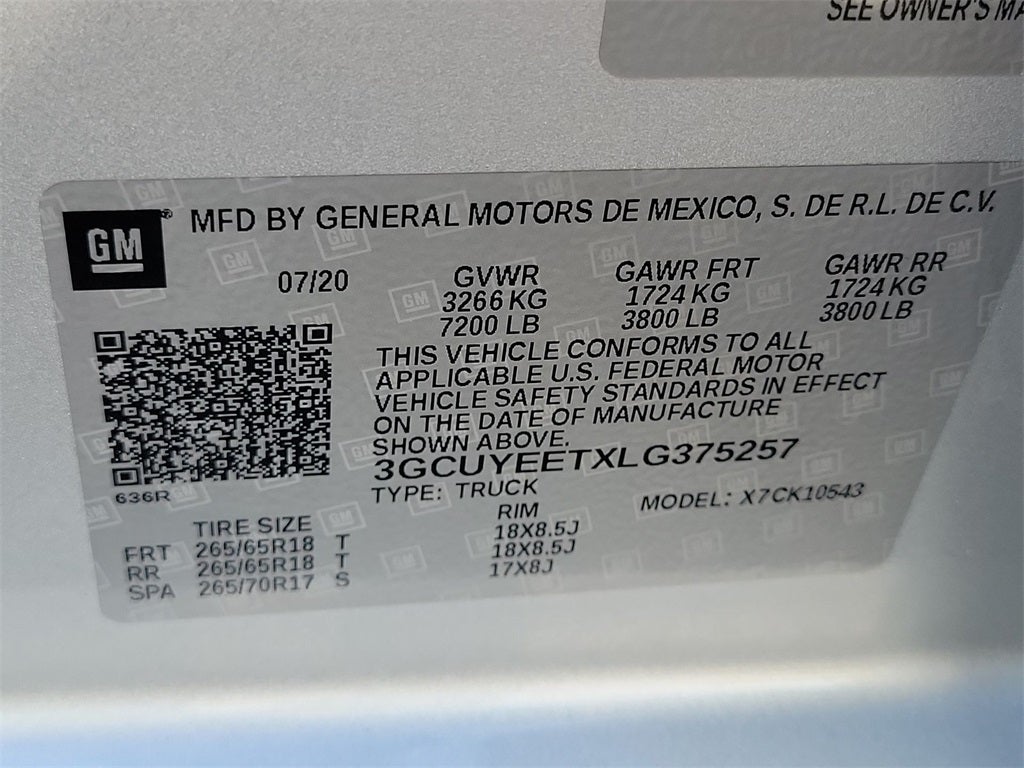 SEE OWNER'S MA
GM
MFD BY GENERAL MOTORS DE MEXICO, S. DE R.L. DE C.V.
07/20 GVWR GAWR FRT GAWR RR
3266 KG 1724 KG 1724 KG
7200 LB 3800 LB 3800 LB
THIS VEHICLE CONFORMS TO ALL
APPLICABLE U.S. FEDERAL MOTOR
VEHICLE SAFETY STANDARDS IN EFFECT
ON THE DATE OF MANUFACTURE
SHOWN ABOVE.
3GCUYEETXLG375257
636R
TYPE: TRUCK MODEL: X7CK10543
TIRE SIZE RIM
FRT 265/65R18 T 18X8.5J
RR 265/65R18 T 18X8.5J
SPA 265/70R17 S 17X8J